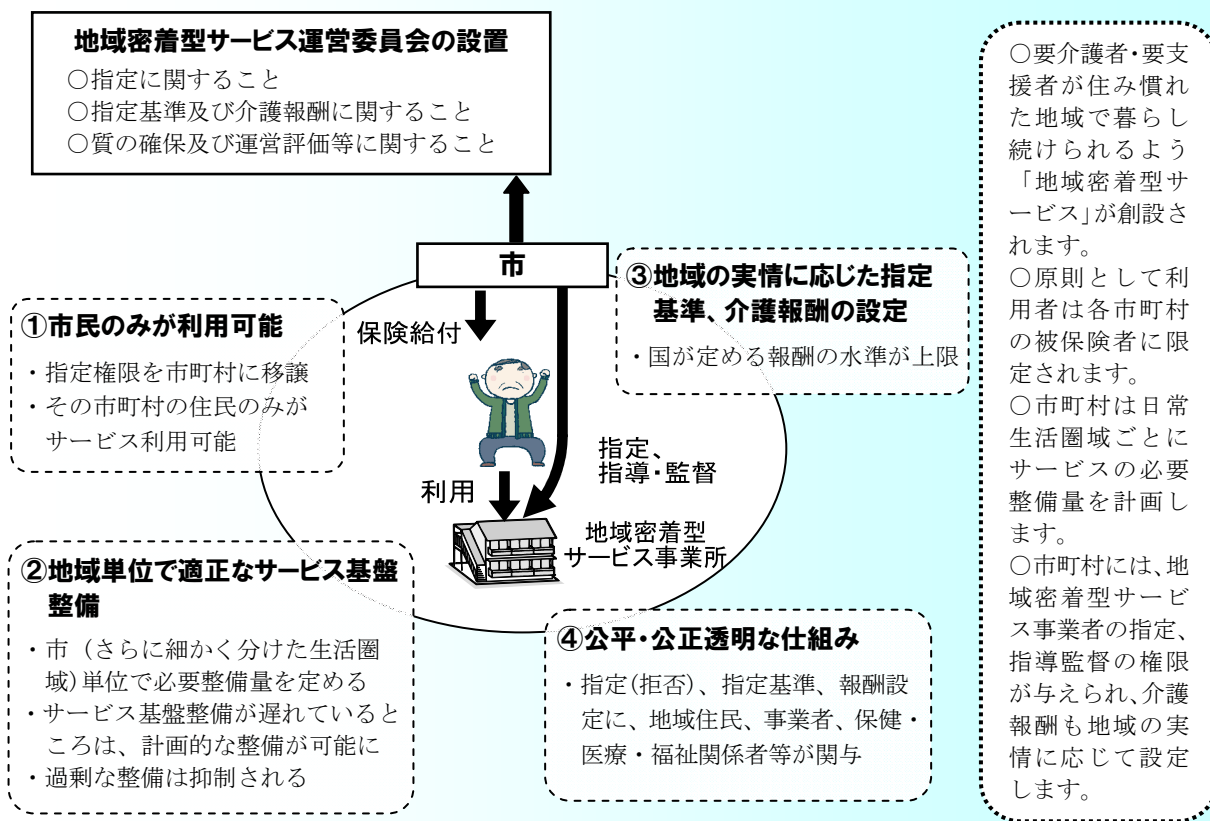 地域密着型サービス運営委員会の設置
○指定に関すること
○指定基準及び介護報酬に関すること
○質の確保及び運営評価等に関すること
市
保険給付
利用
指定、
指導・監督
地域密着型
サービス事業所
①市民のみが利用可能
・指定権限を市町村に移譲
・その市町村の住民のみが
サービス利用可能
②地域単位で適正なサービス基盤
整備
・市（さらに細かく分けた生活圏
域)単位で必要整備量を定める
・サービス基盤整備が遅れていると
ころは、計画的な整備が可能に
・過剰な整備は抑制される
③地域の実情に応じた指定
基準、介護報酬の設定
・国が定める報酬の水準が上限
④公平・公正透明な仕組み
・指定(拒否)、指定基準、報酬設
定に、地域住民、事業者、保健・
医療・福祉関係者等が関与
○要介護者・要支
援者が住み慣れ
た地域で暮らし
続けられるよう
「地域密着型サ
ービス」が創設さ
れます。
○原則として利
用者は各市町村
の被保険者に限
定されます。
○市町村は日常
生活圏域ごとに
サービスの必要
整備量を計画し
ます。
○市町村には、地
域密着型サービ
ス事業者の指定、
指導監督の権限
が与えられ、介護
報酬も地域の実
情に応じて設定
します。